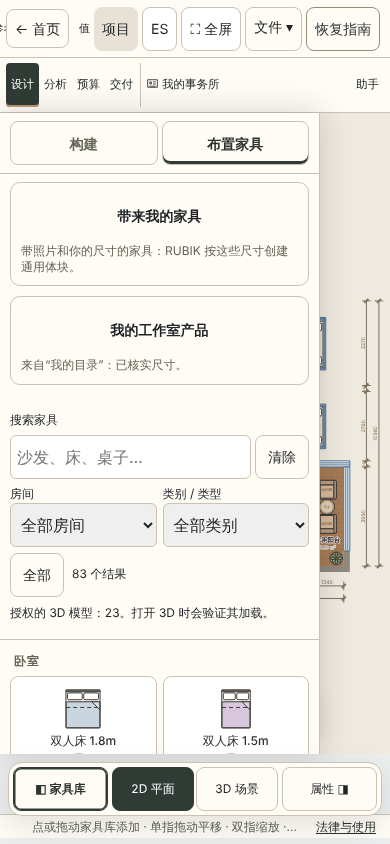 ← 首页
值
项目
ES
⛶ 全屏
文件 ▾
恢复指南
设计
分析
预算
交付
我的事务所
助手
构建
布置家具
带来我的家具
带照片和你的尺寸的家具：RUBIK 按这些尺寸创建
通用体块。
我的工作室产品
来自“我的目录”：已核实尺寸。
搜索家具
沙发、床、桌子...
清除
房间
类别 / 类型
全部房间
全部类别
全部
83 个结果
授权的 3D 模型：23。打开 3D 时会验证其加载。
卧室
双人床 1.8m
双人床 1.5m
◧ 家具库
2D 平面
3D 场景
属性 ◨
点或拖动家具库添加 · 单指拖动平移 · 双指缩放 ·...
法律与使用